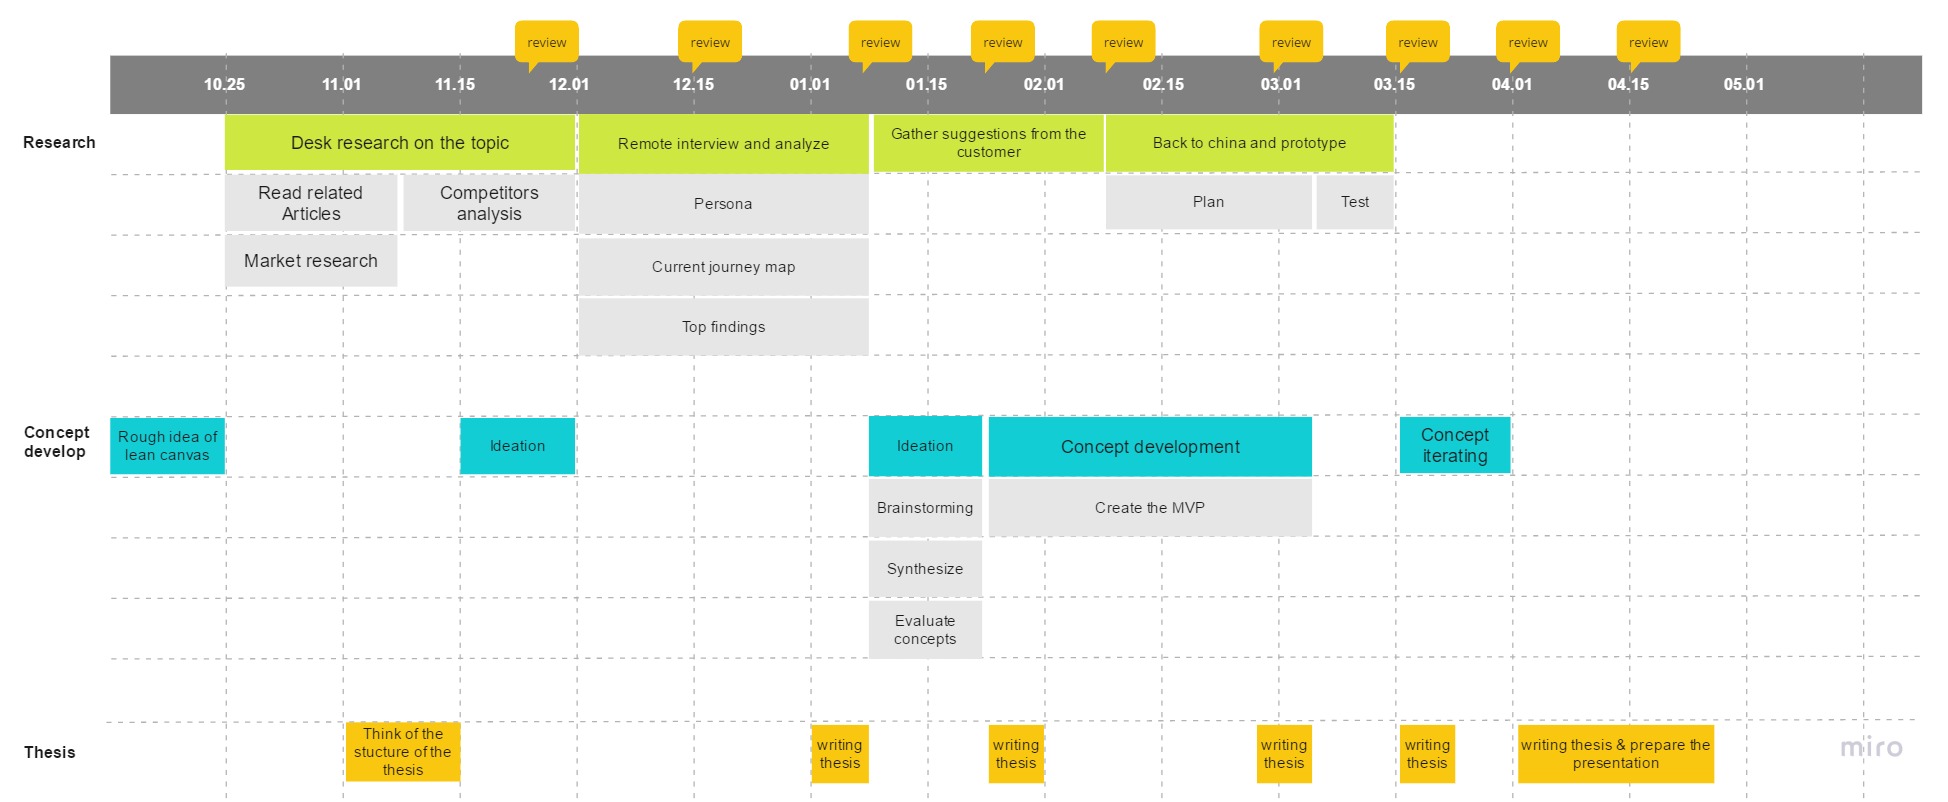 review review review review review review review review review
10.25 11.01 11.15 12.01 12.15 01.01 01.15 02.01 02.15 03.01 03.15 04.01 04.15 05.01
Research
Desk research on the topic
Remote interview and analyze
Gather suggestions from the
customer
Back to china and prototype
Read related
Articles
Competitors
analysis
Persona
Plan
Test
Market research
Current journey map
Top findings
Concept
develop
Rough idea of
lean canvas
Ideation
Ideation
Concept development
Concept
iterating
Brainstorming
Create the MVP
Synthesize
Evaluate
concepts
Thesis
Think of the
stucture of the
thesis
writing
thesis
writing
thesis
writing
thesis
writing
thesis
writing thesis & prepare the
presentation
miro